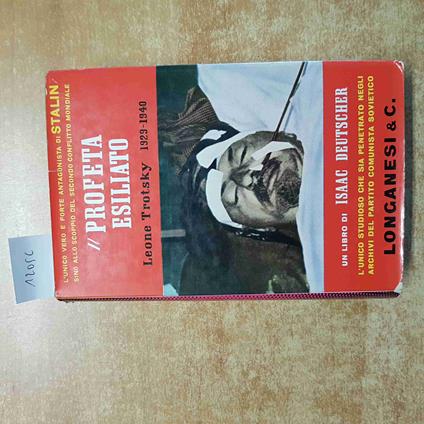 L'UNICO VERO E FORTE ANTAGONISTA DI STALIN
SINO ALLO SCOPPIO DEL SECONDO CONFLITTO MONDIALE
Il PROFETA
ESILIATO
Leone Trotsky 1929-1940
UN LIBRO DI ISAAC DEUTSCHER
L'UNICO STUDIOSO CHE SIA PENETRATO NEGLI
ARCHIVI DEL PARTITO COMUNISTA SOVIETICO
LONGANESI & C.